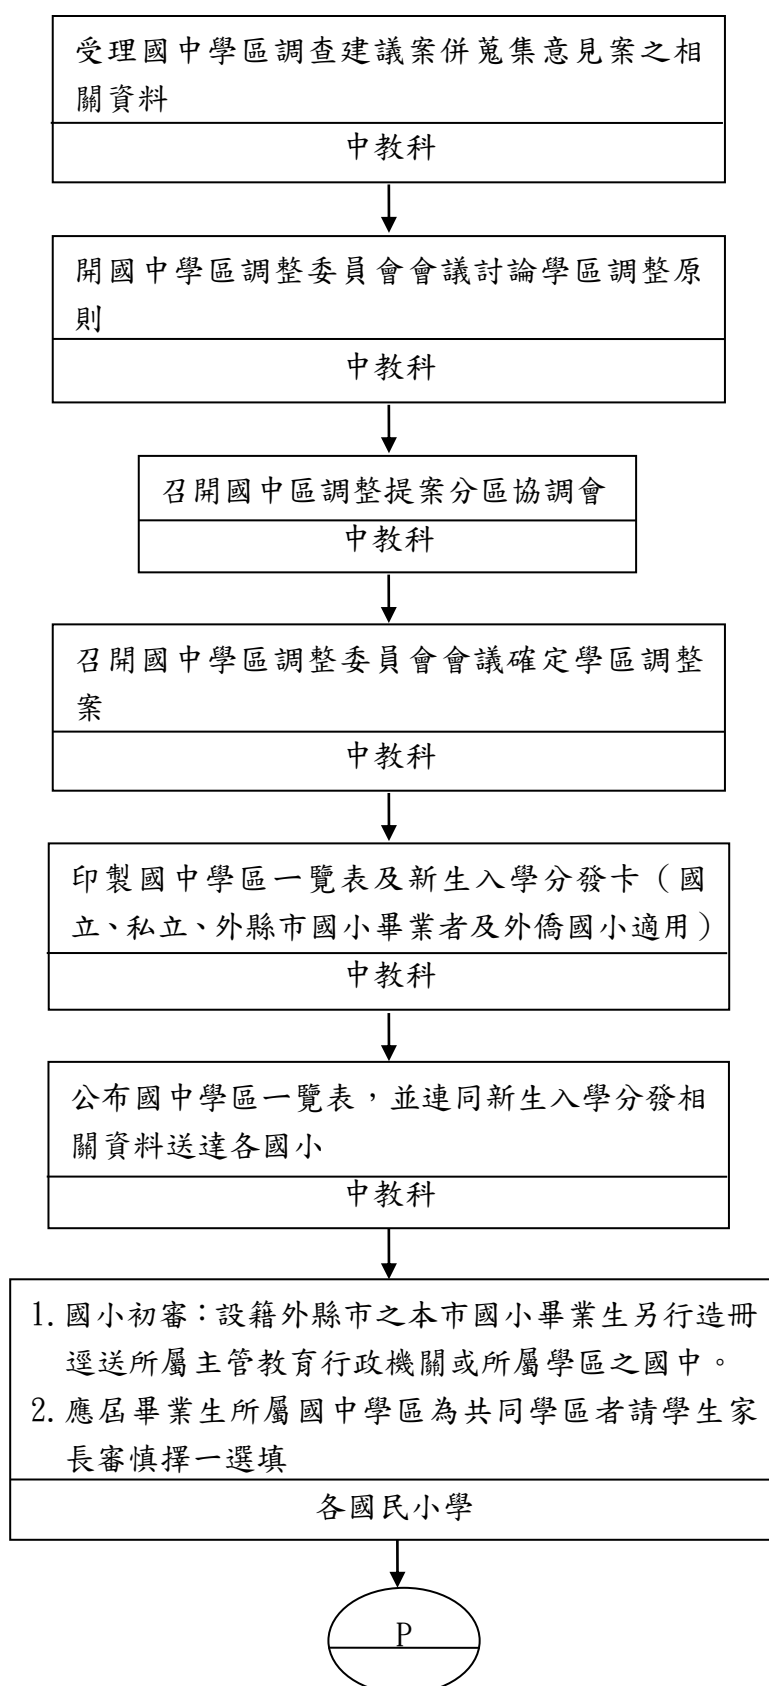 受理國中學區調查建議案併蒐集意見案之相
關資料
中教科
開國中學區調整委員會會議討論學區調整原
則
中教科
召開國中區調整提案分區協調會
中教科
召開國中學區調整委員會會議確定學區調整
案
中教科
印製國中學區一覽表及新生入學分發卡（國
立、私立、外縣市國小畢業者及外僑國小適用）
中教科
公布國中學區一覽表，並連同新生入學分發相
關資料送達各國小
中教科
1. 國小初審：設籍外縣市之本市國小畢業生另行造冊
逕送所屬主管教育行政機關或所屬學區之國中。
2. 應屆畢業生所屬國中學區為共同學區者請學生家
長審慎擇一選填
各國民小學
P